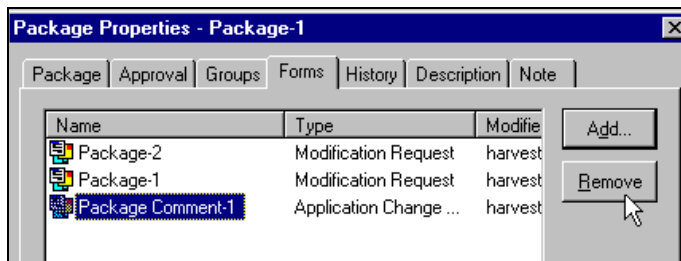 Package Properties - Package-1
Package Approval Groups Forms History Description Note
Name Type Modifie Add...
Package-2 Modification Request harvest
Package-1 Modification Request harvest Remove
Package Comment-1 Application Change ... harvest